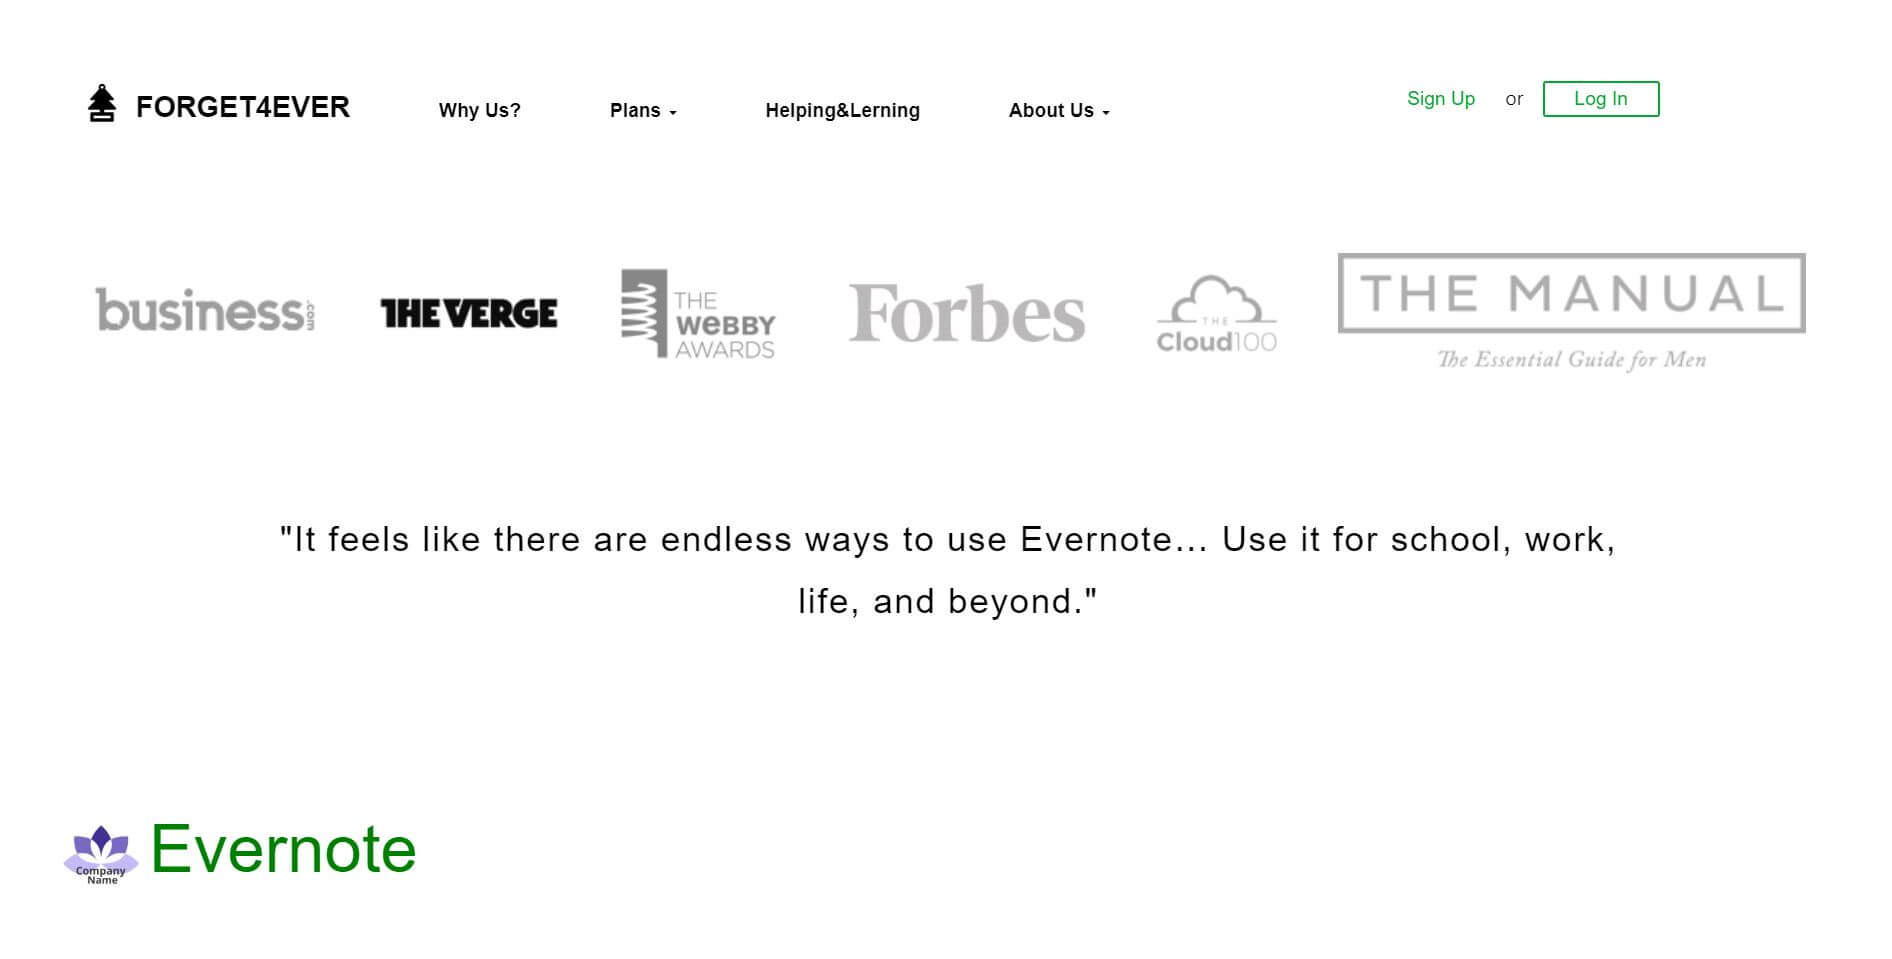 FORGET4EVER Why Us? Plans Helping&Lerning About Us Sign Up or Log In
business.com THE VERGE THE WEBBY AWARDS Forbes THE Cloud100 THE MANUAL
The Essential Guide for Men
"It feels like there are endless ways to use Evernote... Use it for school, work,
life, and beyond."
Company
Name
Evernote